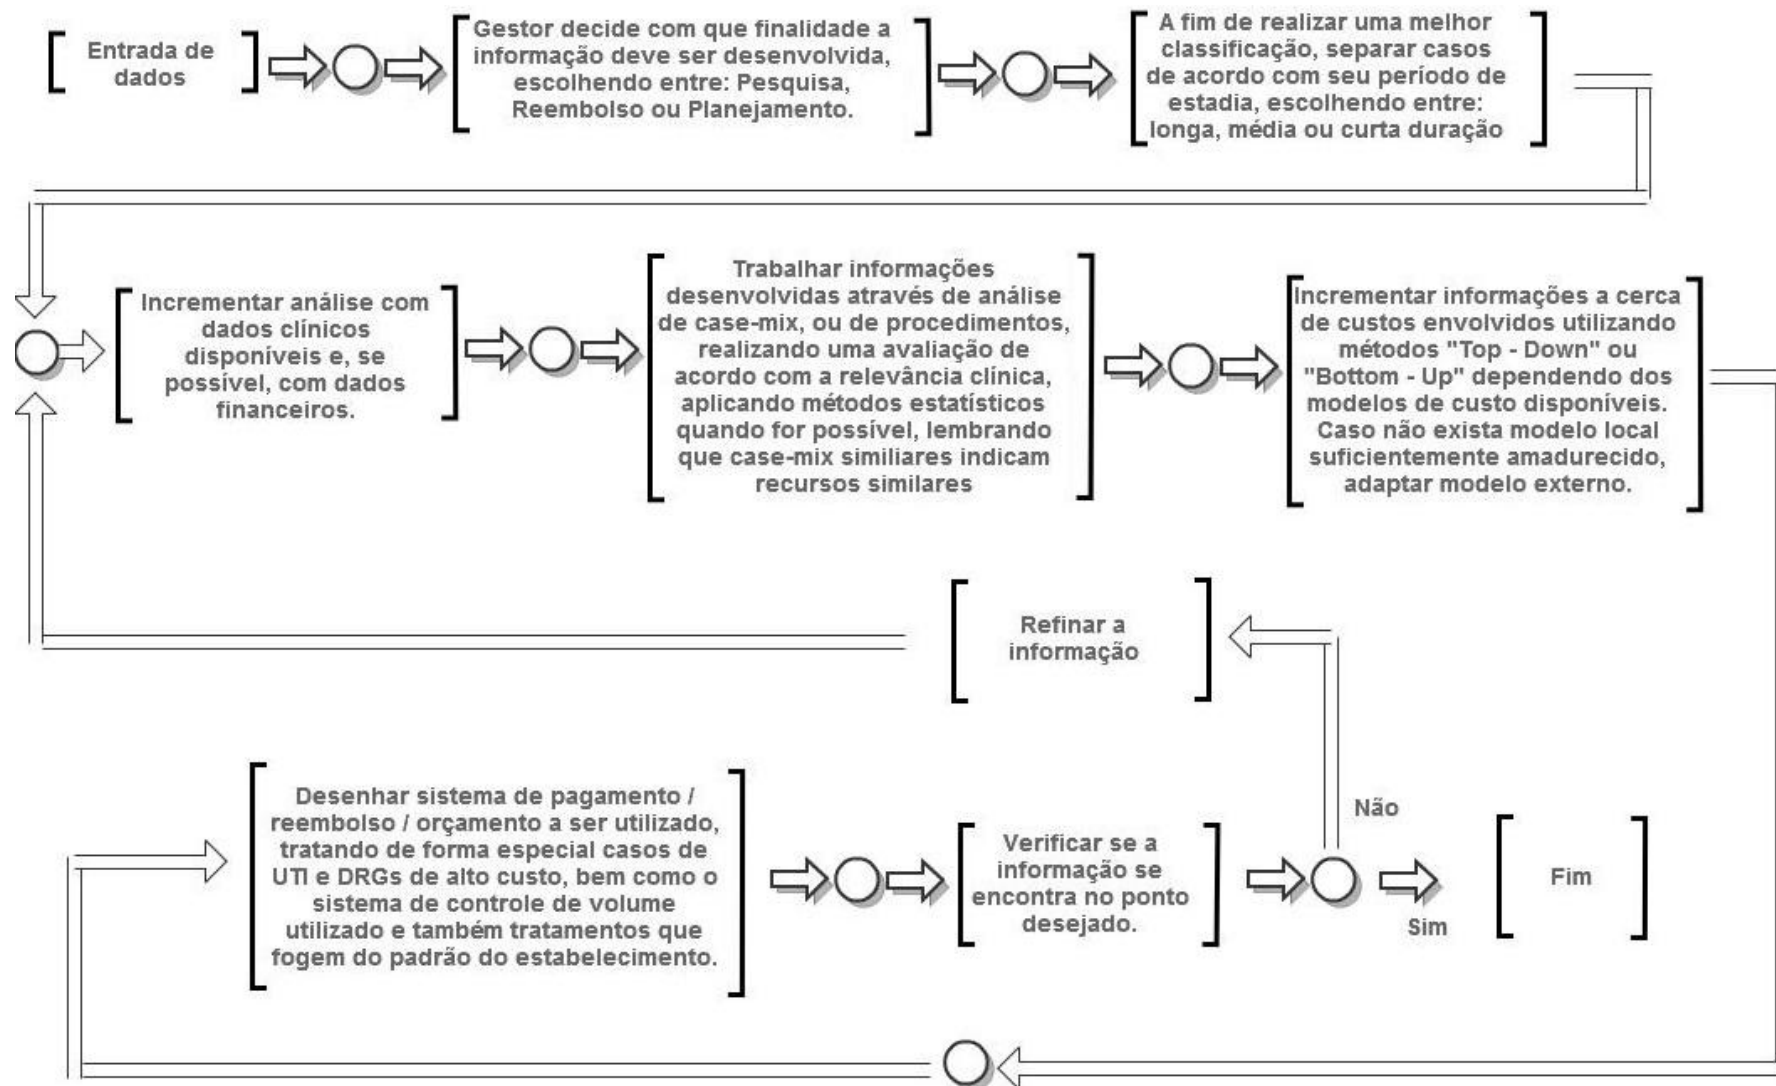 Entrada de
dados
Gestor decide com que finalidade a
informação deve ser desenvolvida,
escolhendo entre: Pesquisa,
Reembolso ou Planejamento.
A fim de realizar uma melhor
classificação, separar casos
de acordo com seu período de
estadia, escolhendo entre:
longa, média ou curta duração
Incrementar análise com
dados clínicos
disponíveis e, se
possível, com dados
financeiros.
Trabalhar informações
desenvolvidas através de análise
de case-mix, ou de procedimentos,
realizando uma avaliação de
acordo com a relevância clínica,
aplicando métodos estatísticos
quando for possível, lembrando
que case-mix similiares indicam
recursos similares
Incrementar informações a cerca
de custos envolvidos utilizando
métodos "Top - Down" ou
"Bottom - Up" dependendo dos
modelos de custo disponíveis.
Caso não exista modelo local
suficientemente amadurecido,
adaptar modelo externo.
Refinar a
informação
Desenhar sistema de pagamento /
reembolso / orçamento a ser utilizado,
tratando de forma especial casos de
UTI e DRGs de alto custo, bem como o
sistema de controle de volume
utilizado e também tratamentos que
fogem do padrão do estabelecimento.
Verificar se a
informação se
encontra no ponto
desejado.
Não
Sim
Fim